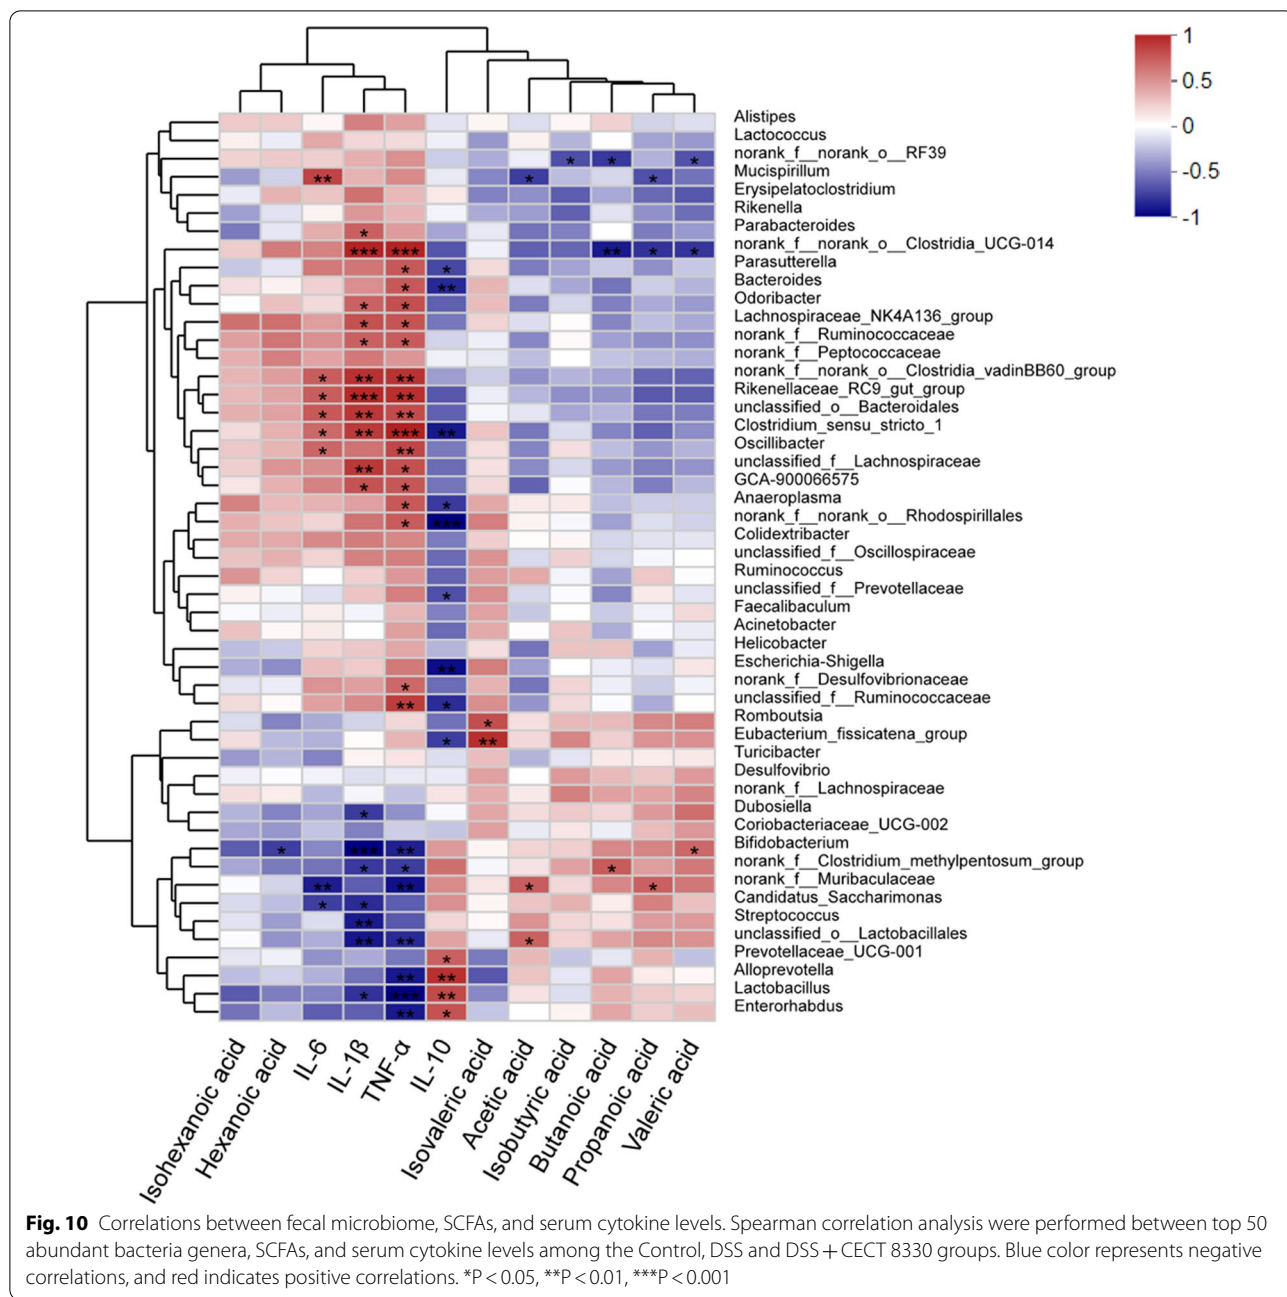 1
0.5
0
-0.5
-1
Alistipes
Lactococcus
norank_f__norank_o__RF39
* * *
Mucispirillum
** * *
Erysipelatoclostridium
Rikenella
Parabacteroides
*
norank_f__norank_o__Clostridia_UCG-014
*** *** ** * *
Parasutterella
* *
Bacteroides
* **
Odoribacter
* *
Lachnospiraceae_NK4A136_group
* *
norank_f__Ruminococcaceae
* *
norank_f__Peptococcaceae
norank_f__norank_o__Clostridia_vadinBB60_group
* ** **
Rikenellaceae_RC9_gut_group
* *** **
unclassified_o__Bacteroidales
* ** **
Clostridium_sensu_stricto_1
* ** *** **
Oscillibacter
* **
unclassified_f__Lachnospiraceae
** *
GCA-900066575
* *
Anaeroplasma
* *
norank_f__norank_o__Rhodospirillales
* ***
Colidextribacter
unclassified_f__Oscillospiraceae
Ruminococcus
unclassified_f__Prevotellaceae
*
Faecalibaculum
Acinetobacter
Helicobacter
Escherichia-Shigella
**
norank_f__Desulfovibrionaceae
*
unclassified_f__Ruminococcaceae
** *
Romboutsia
*
Eubacterium_fissicatena_group
* **
Turicibacter
Desulfovibrio
norank_f__Lachnospiraceae
Dubosiella
*
Coriobacteriaceae_UCG-002
Bifidobacterium
* *** ** *
norank_f__Clostridium_methylpentosum_group
* * *
norank_f__Muribaculaceae
** ** * *
Candidatus_Saccharimonas
* *
Streptococcus
**
unclassified_o__Lactobacillales
** ** *
Prevotellaceae_UCG-001
*
Alloprevotella
** **
Lactobacillus
* *** **
Enterorhabdus
** *
Isohexanoic acid
Hexanoic acid
IL-6
IL-1β
TNF-α
IL-10
Isovaleric acid
Acetic acid
Isobutyric acid
Butanoic acid
Propanoic acid
Valeric acid
Fig. 10 Correlations between fecal microbiome, SCFAs, and serum cytokine levels. Spearman correlation analysis were performed between top 50
abundant bacteria genera, SCFAs, and serum cytokine levels among the Control, DSS and DSS + CECT 8330 groups. Blue color represents negative
correlations, and red indicates positive correlations. *P < 0.05, **P < 0.01, ***P < 0.001